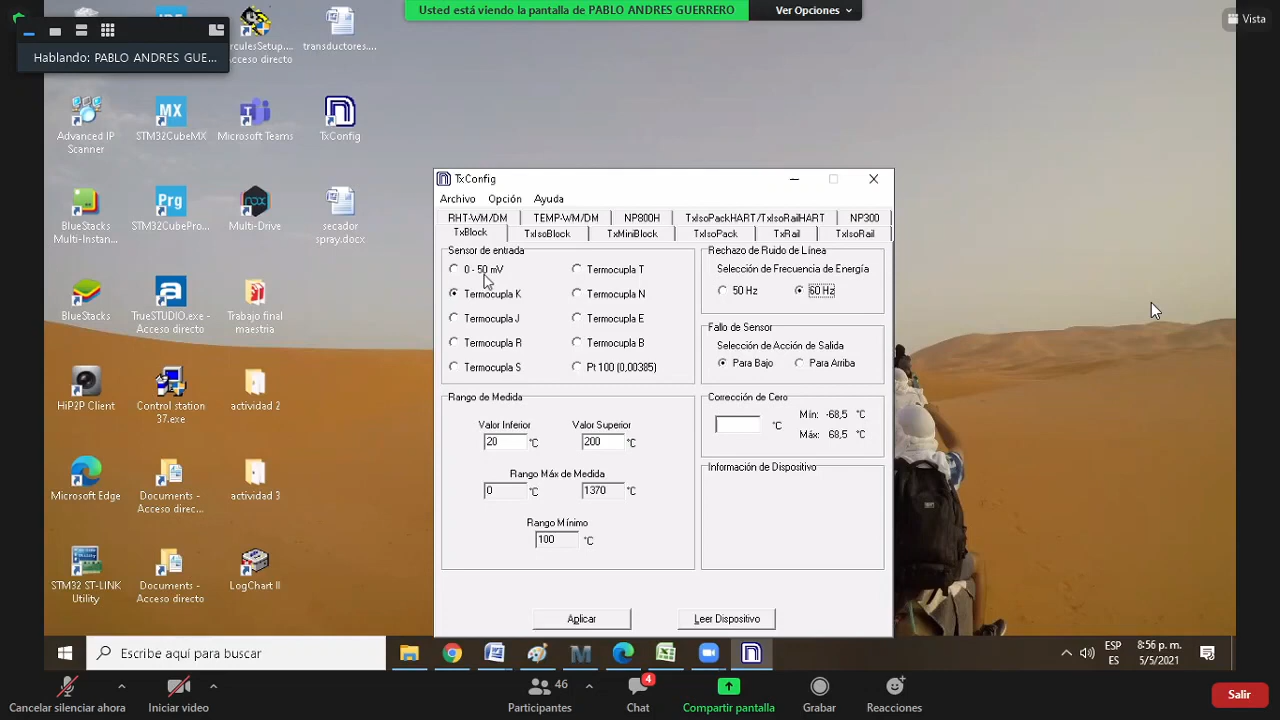 Usted está viendo la pantalla de PABLO ANDRES GUERRERO
Ver Opciones
Vista
Hablando: PABLO ANDRES GUE...
Acceso directo
transductores....
Advanced IP
Scanner
STM32CubeMX
Microsoft Teams
TxConfig
BlueStacks
Multi-Instan...
STM32CubePro...
Multi-Drive
secador
spray.docx
BlueStacks
TrueSTUDIO.exe -
Acceso directo
Trabajo final
maestria
HiP2P Client
Control station
37.exe
actividad 2
Microsoft Edge
Documents -
Acceso direc...
actividad 3
STM32 ST-LINK
Utility
Documents -
Acceso directo
LogChart II
TxConfig
Archivo Opción Ayuda
RHT-WM/DM TEMP-WM/DM NP800H TxIsoPackHART/TxIsoRailHART NP300
TxBlock TxIsoBlock TxMiniBlock TxIsoPack TxRail TxIsoRail
Sensor de entrada
0 - 50 mV Termocupla T
Termocupla K Termocupla N
Termocupla J Termocupla E
Termocupla R Termocupla B
Termocupla S Pt 100 (0,00385)
Rango de Medida
Valor Inferior Valor Superior
20 °C 200 °C
Rango Máx de Medida
0 °C 1370 °C
Rango Mínimo
100 °C
Rechazo de Ruido de Línea
Selección de Frecuencia de Energía
50 Hz 60 Hz
Fallo de Sensor
Selección de Acción de Salida
Para Bajo Para Arriba
Corrección de Cero
°C
Mín: -68,5 °C
Máx: 68,5 °C
Información de Dispositivo
Aplicar Leer Dispositivo
Escribe aquí para buscar
ESP
ES
8:56 p. m.
5/5/2021
Cancelar silenciar ahora
Iniciar video
46
Participantes
4
Chat
Compartir pantalla
Grabar
Reacciones
Salir